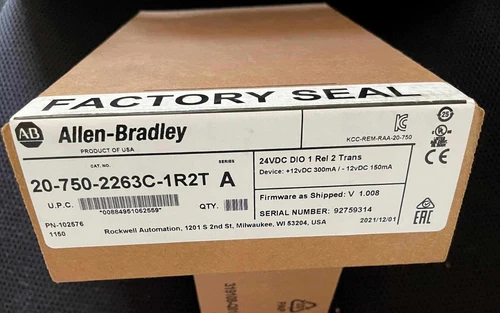 FACTORY SEAL
AB Allen-Bradley
PRODUCT OF USA
KCC-REM-RAA-20-750
25
UL
CE
CAT. NO.
SERIES
20-750-2263C-1R2T A
24VDC DIO 1 Rel 2 Trans
Device: +12vDC 300mA / -12vDC 150mA
U.P.C.
*00884951062559*
QTY.
Firmware as Shipped: V 1.008
SERIAL NUMBER: 92759314
2021/12/01
EAC
PN-102576
1150
Rockwell Automation, 1201 S 2nd St, Milwaukee, WI 53204, USA